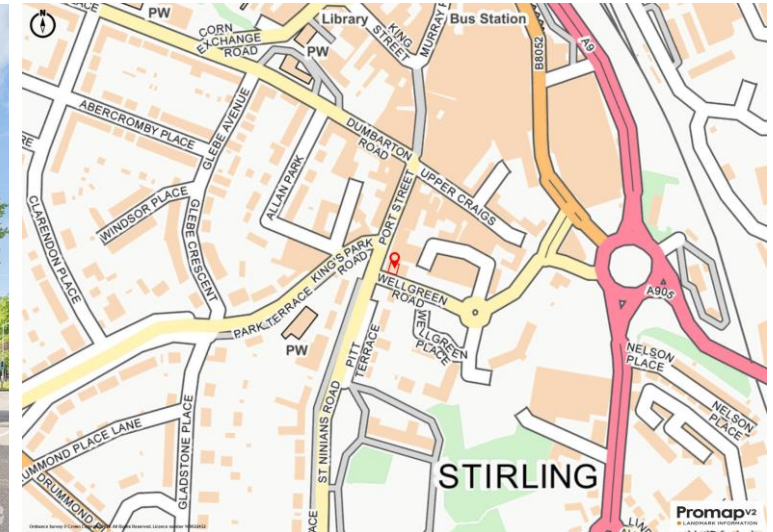 N
PW
Library
Bus Station
CORN
EXCHANGE
ROAD
PW
KING
STREET
B8052
A9
ABERCROMBY PLACE
GLEBE AVENUE
DUMBARTON
ROAD
CLARENDON PLACE
ALLAN PARK
UPPER CRAIGS
PORT STREET
WINDSOR PLACE
GLEBE CRESCENT
KING'S PARK
ROAD
WELLGREEN
ROAD
A905
PARK TERRACE
PW
PITT
TERRACE
WELLGREEN
PLACE
NELSON
PLACE
NELSON
PLACE
ST NINIANS ROAD
GLADSTONE PLACE
UMMOND PLACE LANE
DRUMMOND
STIRLING
Promap V2
LANDMARK INFORMATION